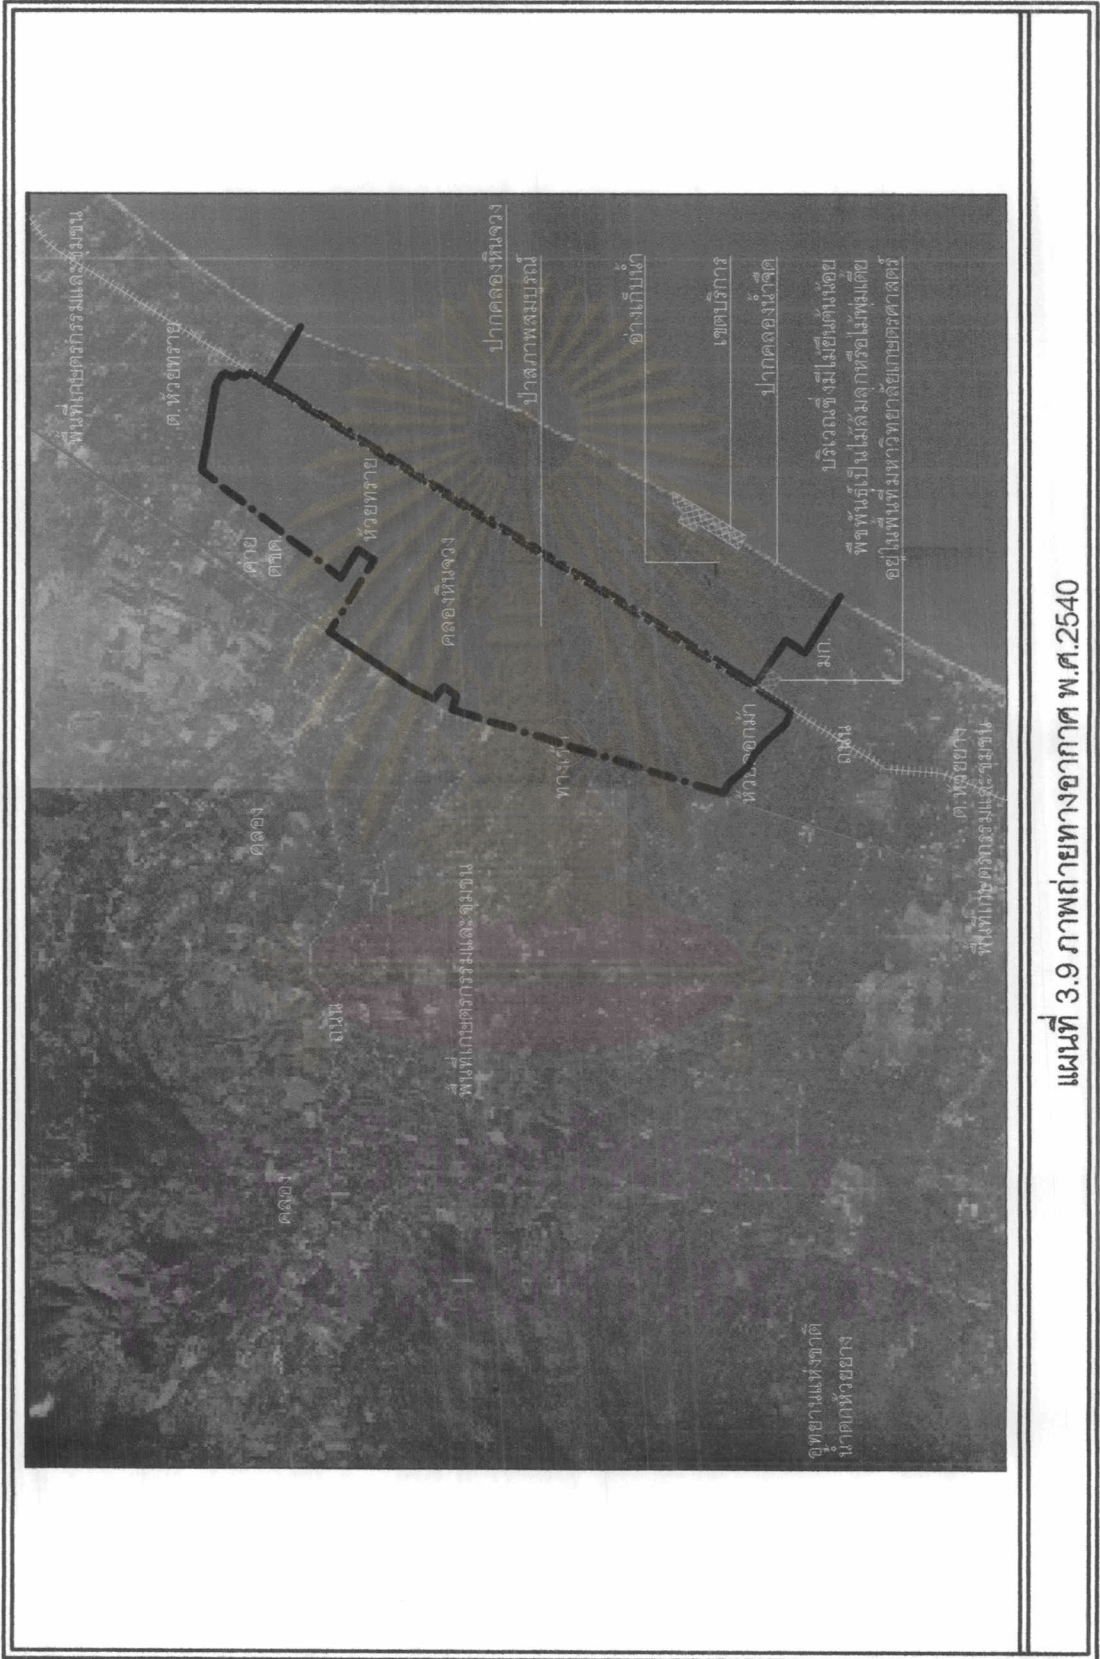 พื้นที่เกษตรกรรมและชุมชน
ต.ห้วยทราย
ปากคลองหินจวง
ป่าสภาพสมบูรณ์
อ่างเก็บน้ำ
เขตบริการ
ปากคลองน้ำจืด
บริเวณซึ่งมีไม้ยืนต้นน้อย
พืชพันธุ์เป็นไม้ล้มลุกหรือไม้พุ่มเตี้ย
อยู่ในพื้นที่มหาวิทยาลัยเกษตรศาสตร์
ค่าย
ตชด.
ห้วยทราย
คลองหินจวง
มก.
ถนน
ต.ห้วยยาง
พื้นที่เกษตรกรรมและชุมชน
คลอง
ถนน
พื้นที่เกษตรกรรมและชุมชน
คลอง
อุทยานแห่งชาติ
น้ำตกห้วยยาง
แผนที่ 3.9 ภาพถ่ายทางอากาศ พ.ศ.2540